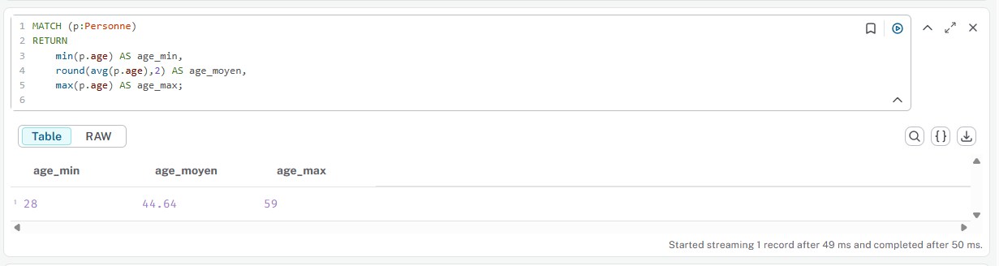 1 MATCH (p:Personne)
2 RETURN
3 min(p.age) AS age_min,
4 round(avg(p.age),2) AS age_moyen,
5 max(p.age) AS age_max;
6
Table RAW
age_min age_moyen age_max
1 28 44.64 59
Started streaming 1 record after 49 ms and completed after 50 ms.